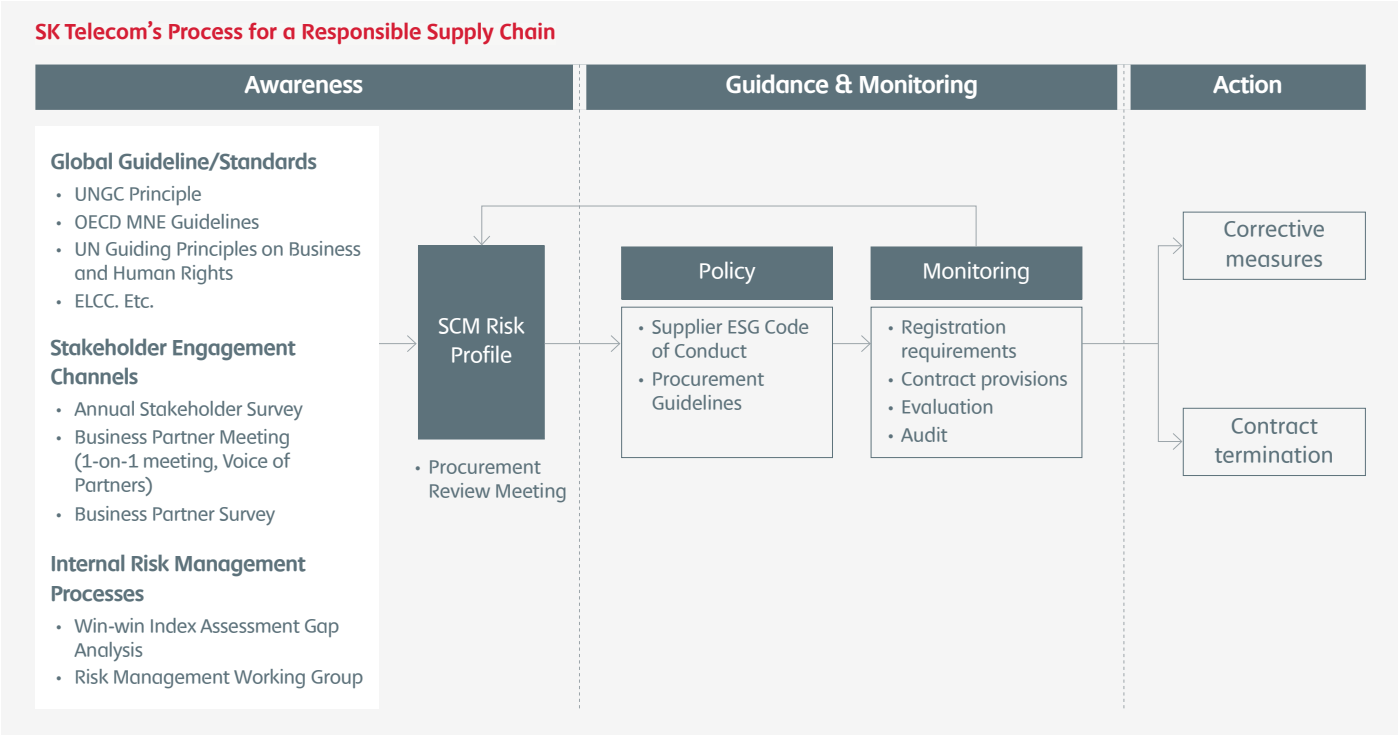 SK Telecom's Process for a Responsible Supply Chain
Awareness
Guidance & Monitoring
Action
Global Guideline/Standards
• UNGC Principle
• OECD MNE Guidelines
• UN Guiding Principles on Business
and Human Rights
• ELCC. Etc.
Stakeholder Engagement
Channels
• Annual Stakeholder Survey
• Business Partner Meeting
(1-on-1 meeting, Voice of
Partners)
• Business Partner Survey
Internal Risk Management
Processes
• Win-win Index Assessment Gap
Analysis
• Risk Management Working Group
SCM Risk
Profile
• Procurement
Review Meeting
Policy
• Supplier ESG Code
of Conduct
• Procurement
Guidelines
Monitoring
• Registration
requirements
• Contract provisions
• Evaluation
• Audit
Corrective
measures
Contract
termination